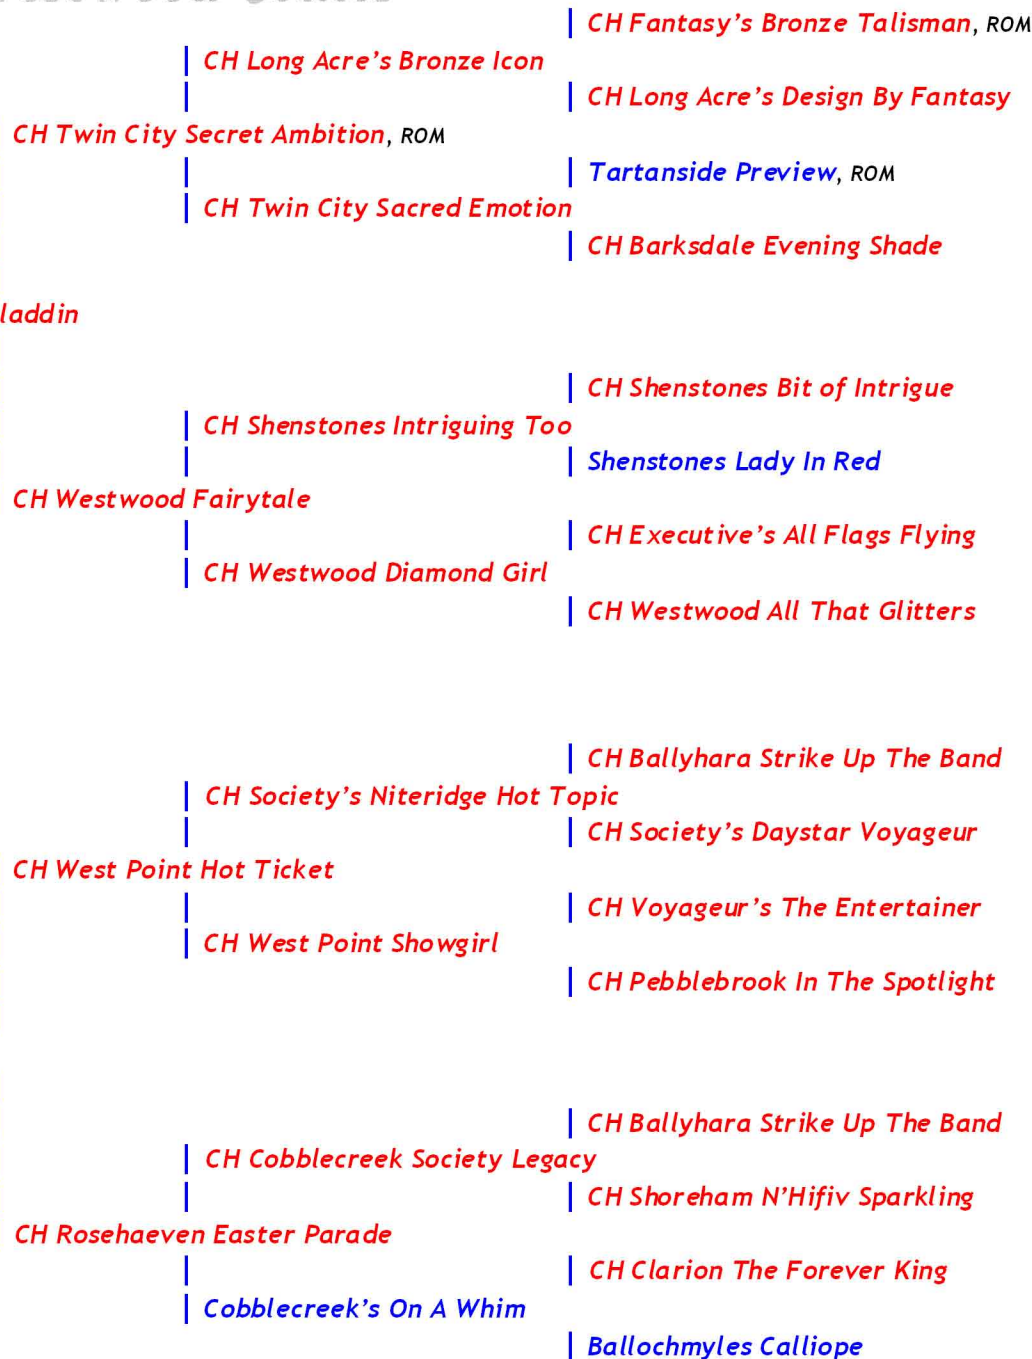 CH Fantasy’s Bronze Talisman, ROM
CH Long Acre’s Bronze Icon
CH Long Acre’s Design By Fantasy
CH Twin City Secret Ambition, ROM
Tartanside Preview, ROM
CH Twin City Sacred Emotion
CH Barksdale Evening Shade
laddin
CH Shenstones Bit of Intrigue
CH Shenstones Intriguing Too
Shenstones Lady In Red
CH Westwood Fairytale
CH Executive’s All Flags Flying
CH Westwood Diamond Girl
CH Westwood All That Glitters
CH Ballyhara Strike Up The Band
CH Society’s Niteridge Hot Topic
CH Society’s Daystar Voyageur
CH West Point Hot Ticket
CH Voyageur’s The Entertainer
CH West Point Showgirl
CH Pebblebrook In The Spotlight
CH Ballyhara Strike Up The Band
CH Cobblecreek Society Legacy
CH Shoreham N’Hifiv Sparkling
CH Rosehaeven Easter Parade
CH Clarion The Forever King
Cobblecreek’s On A Whim
Ballochmyles Calliope